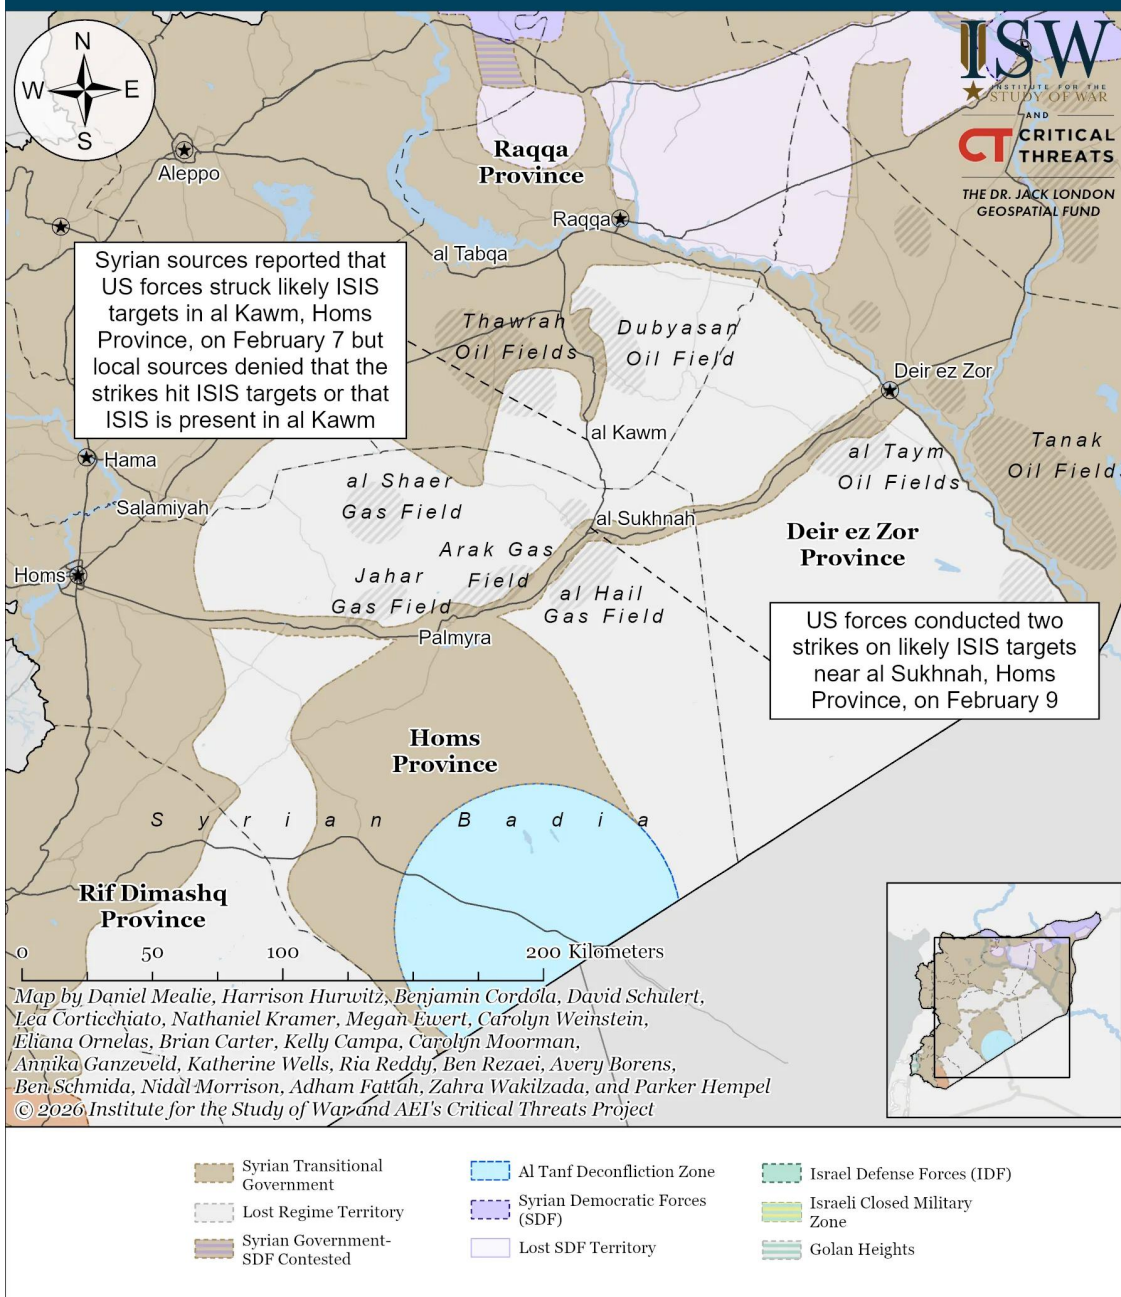 N
W
E
S
ISW
INSTITUTE FOR THE
STUDY OF WAR
AND
CT CRITICAL
THREATS
THE DR. JACK LONDON
GEOSPATIAL FUND
Aleppo
Raqqa
Province
Raqqa
al Tabqa
Syrian sources reported that
US forces struck likely ISIS
targets in al Kawm, Homs
Province, on February 7 but
local sources denied that the
strikes hit ISIS targets or that
ISIS is present in al Kawm
Thawrah
Oil Fields
Dubyasan
Oil Field
Deir ez Zor
al Kawm
Tanak
Oil Fields
al Taym
Oil Fields
Hama
Salamiyah
al Shaer
Gas Field
al Sukhnah
Deir ez Zor
Province
Arak Gas
Field
Homs
Jahar
Gas Field
al Hail
Gas Field
Palmyra
US forces conducted two
strikes on likely ISIS targets
near al Sukhnah, Homs
Province, on February 9
Homs
Province
Syrian Badia
Rif Dimashq
Province
0 50 100 200 Kilometers
Map by Daniel Mealie, Harrison Hurwitz, Benjamin Cordola, David Schulert,
Lea Corticchiato, Nathaniel Kramer, Megan Ewert, Carolyn Weinstein,
Eliana Ornelas, Brian Carter, Kelly Campa, Carolyn Moorman,
Annika Ganzeveld, Katherine Wells, Ria Reddy, Ben Rezaei, Avery Borens,
Ben Schmida, Nidal Morrison, Adham Fattah, Zahra Wakilzada, and Parker Hempel
© 2026 Institute for the Study of War and AEI's Critical Threats Project
Syrian Transitional
Government
Lost Regime Territory
Syrian Government-
SDF Contested
Al Tanf Deconfliction Zone
Syrian Democratic Forces
(SDF)
Lost SDF Territory
Israel Defense Forces (IDF)
Israeli Closed Military
Zone
Golan Heights